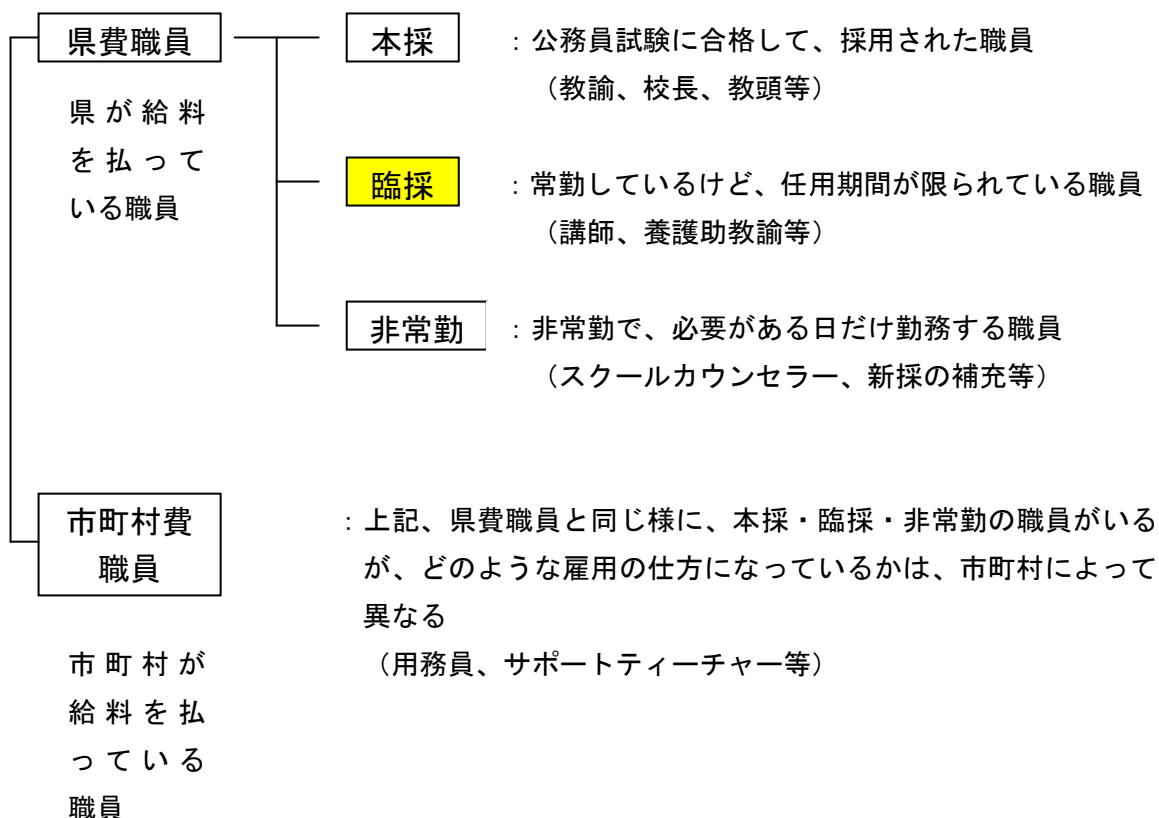 県費職員
県が給料
を払って
いる職員
本採
：公務員試験に合格して、採用された職員
（教諭、校長、教頭等）
臨採
：常勤しているけど、任用期間が限られている職員
（講師、養護助教諭等）
非常勤
：非常勤で、必要がある日だけ勤務する職員
（スクールカウンセラー、新採の補充等）
市町村費
職員
市町村が
給料を払
っている
職員
：上記、県費職員と同じ様に、本採・臨採・非常勤の職員がいる
が、どのような雇用の仕方になっているかは、市町村によって
異なる
（用務員、サポートティーチャー等）